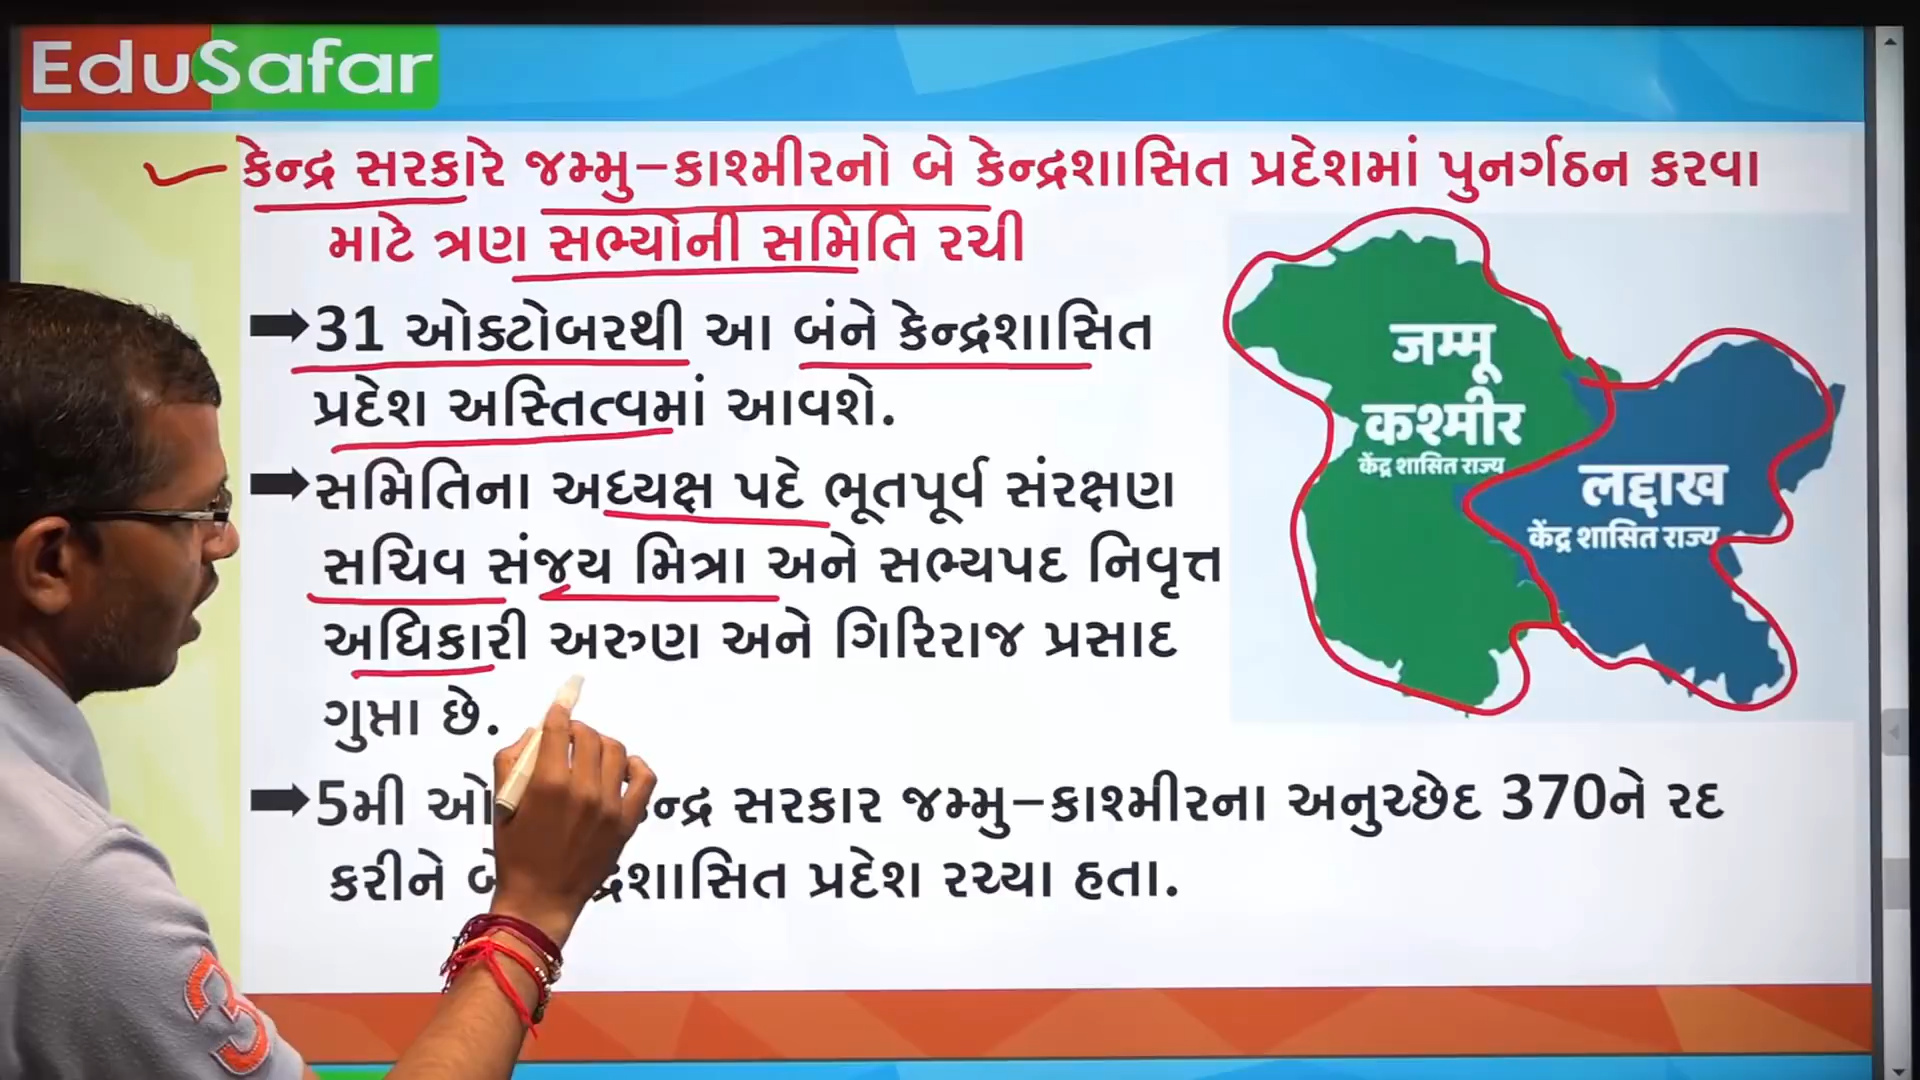 EduSafar
કેન્દ્ર સરકારે જમ્મુ–કાશ્મીરનો બે કેન્દ્રશાસિત પ્રદેશમાં પુનર્ગઠન કરવા
માટે ત્રણ સભ્યોની સમિતિ રચી
31 ઓક્ટોબરથી આ બંને કેન્દ્રશાસિત
પ્રદેશ અસ્તિત્વમાં આવશે.
સમિતિના અધ્યક્ષ પદે ભૂતપૂર્વ સંરક્ષણ
સચિવ સંજય મિત્રા અને સભ્યપદ નિવૃત્ત
અધિકારી અરુણ અને ગિરિરાજ પ્રસાદ
ગુપ્તા છે.
5મી સરકાર જમ્મુ–કાશ્મીરના અનુચ્છેદ 370ને રદ
કરીને પ્રદેશ રચ્યા હતા.
जम्मू
कश्मीर
केंद्र शासित राज्य
लद्दाख
केंद्र शासित राज्य
3